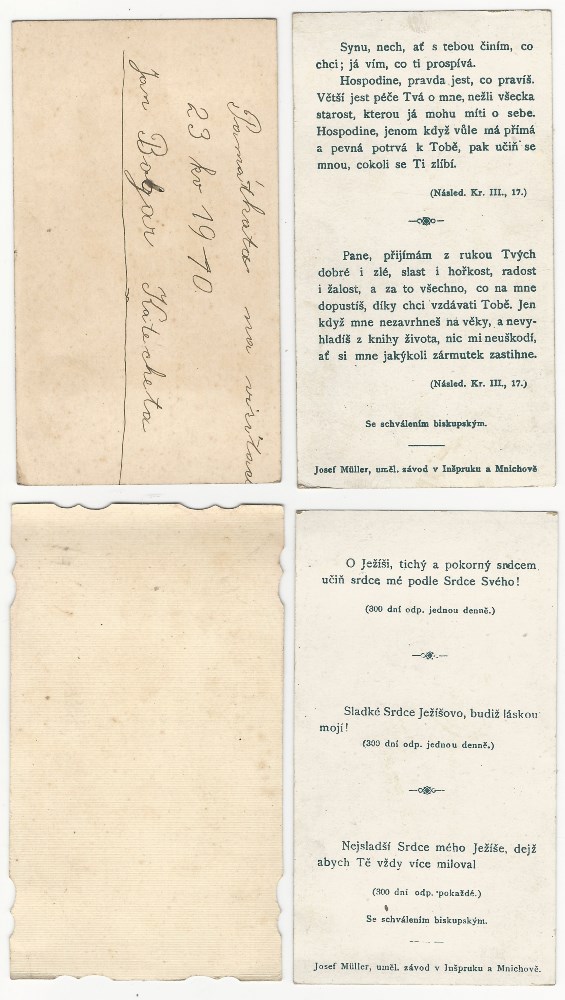 Památkata na visitaci
23 kv 1910.
Jan Bolgár Katecheta
Synu, nech, ať s tebou činím, co
chci; já vím, co ti prospívá.
Hospodine, pravda jest, co pravíš.
Větší jest péče Tvá o mne, nežli všecka
starost, kterou já mohu míti o sebe.
Hospodine, jenom když vůle má přímá
a pevná potrvá k Tobě, pak učiň se
mnou, cokoli se Ti zlíbí.
(Násled. Kr. III., 17.)
Pane, přijímám z rukou Tvých
dobré i zlé, slast i hořkost, radost
i žalost, a za to všechno, co na mne
dopustíš, díky chci vzdávati Tobě. Jen
když mne nezavrhneš na věky, a nevy-
hladíš z knihy života, nic mi neuškodí,
ať si mne jakýkoli zármutek zastihne.
(Násled. Kr. III., 17.)
Se schválením biskupským.
Josef Müller, uměl. závod v Inšpruku a Mnichově
O Ježíši, tichý a pokorný srdcem
učiň srdce mé podle Srdce Svého!
(300 dní odp. jednou denně.)
Sladké Srdce Ježíšovo, budiž láskou
mojí!
(300 dní odp. jednou denně.)
Nejsladší Srdce mého Ježíše, dejž
abych Tě vždy více miloval
(300 dní odp. pokaždé.)
Se schválením biskupským.
Josef Müller, uměl. závod v Inšpruku a Mnichově.